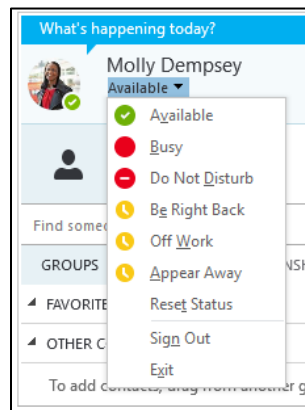 What's happening today?
Molly Dempsey
Available
Available
Busy
Do Not Disturb
Be Right Back
Off Work
Appear Away
Reset Status
Sign Out
Exit
Find
GROUPS
OTHER
To add contacts, drag from another